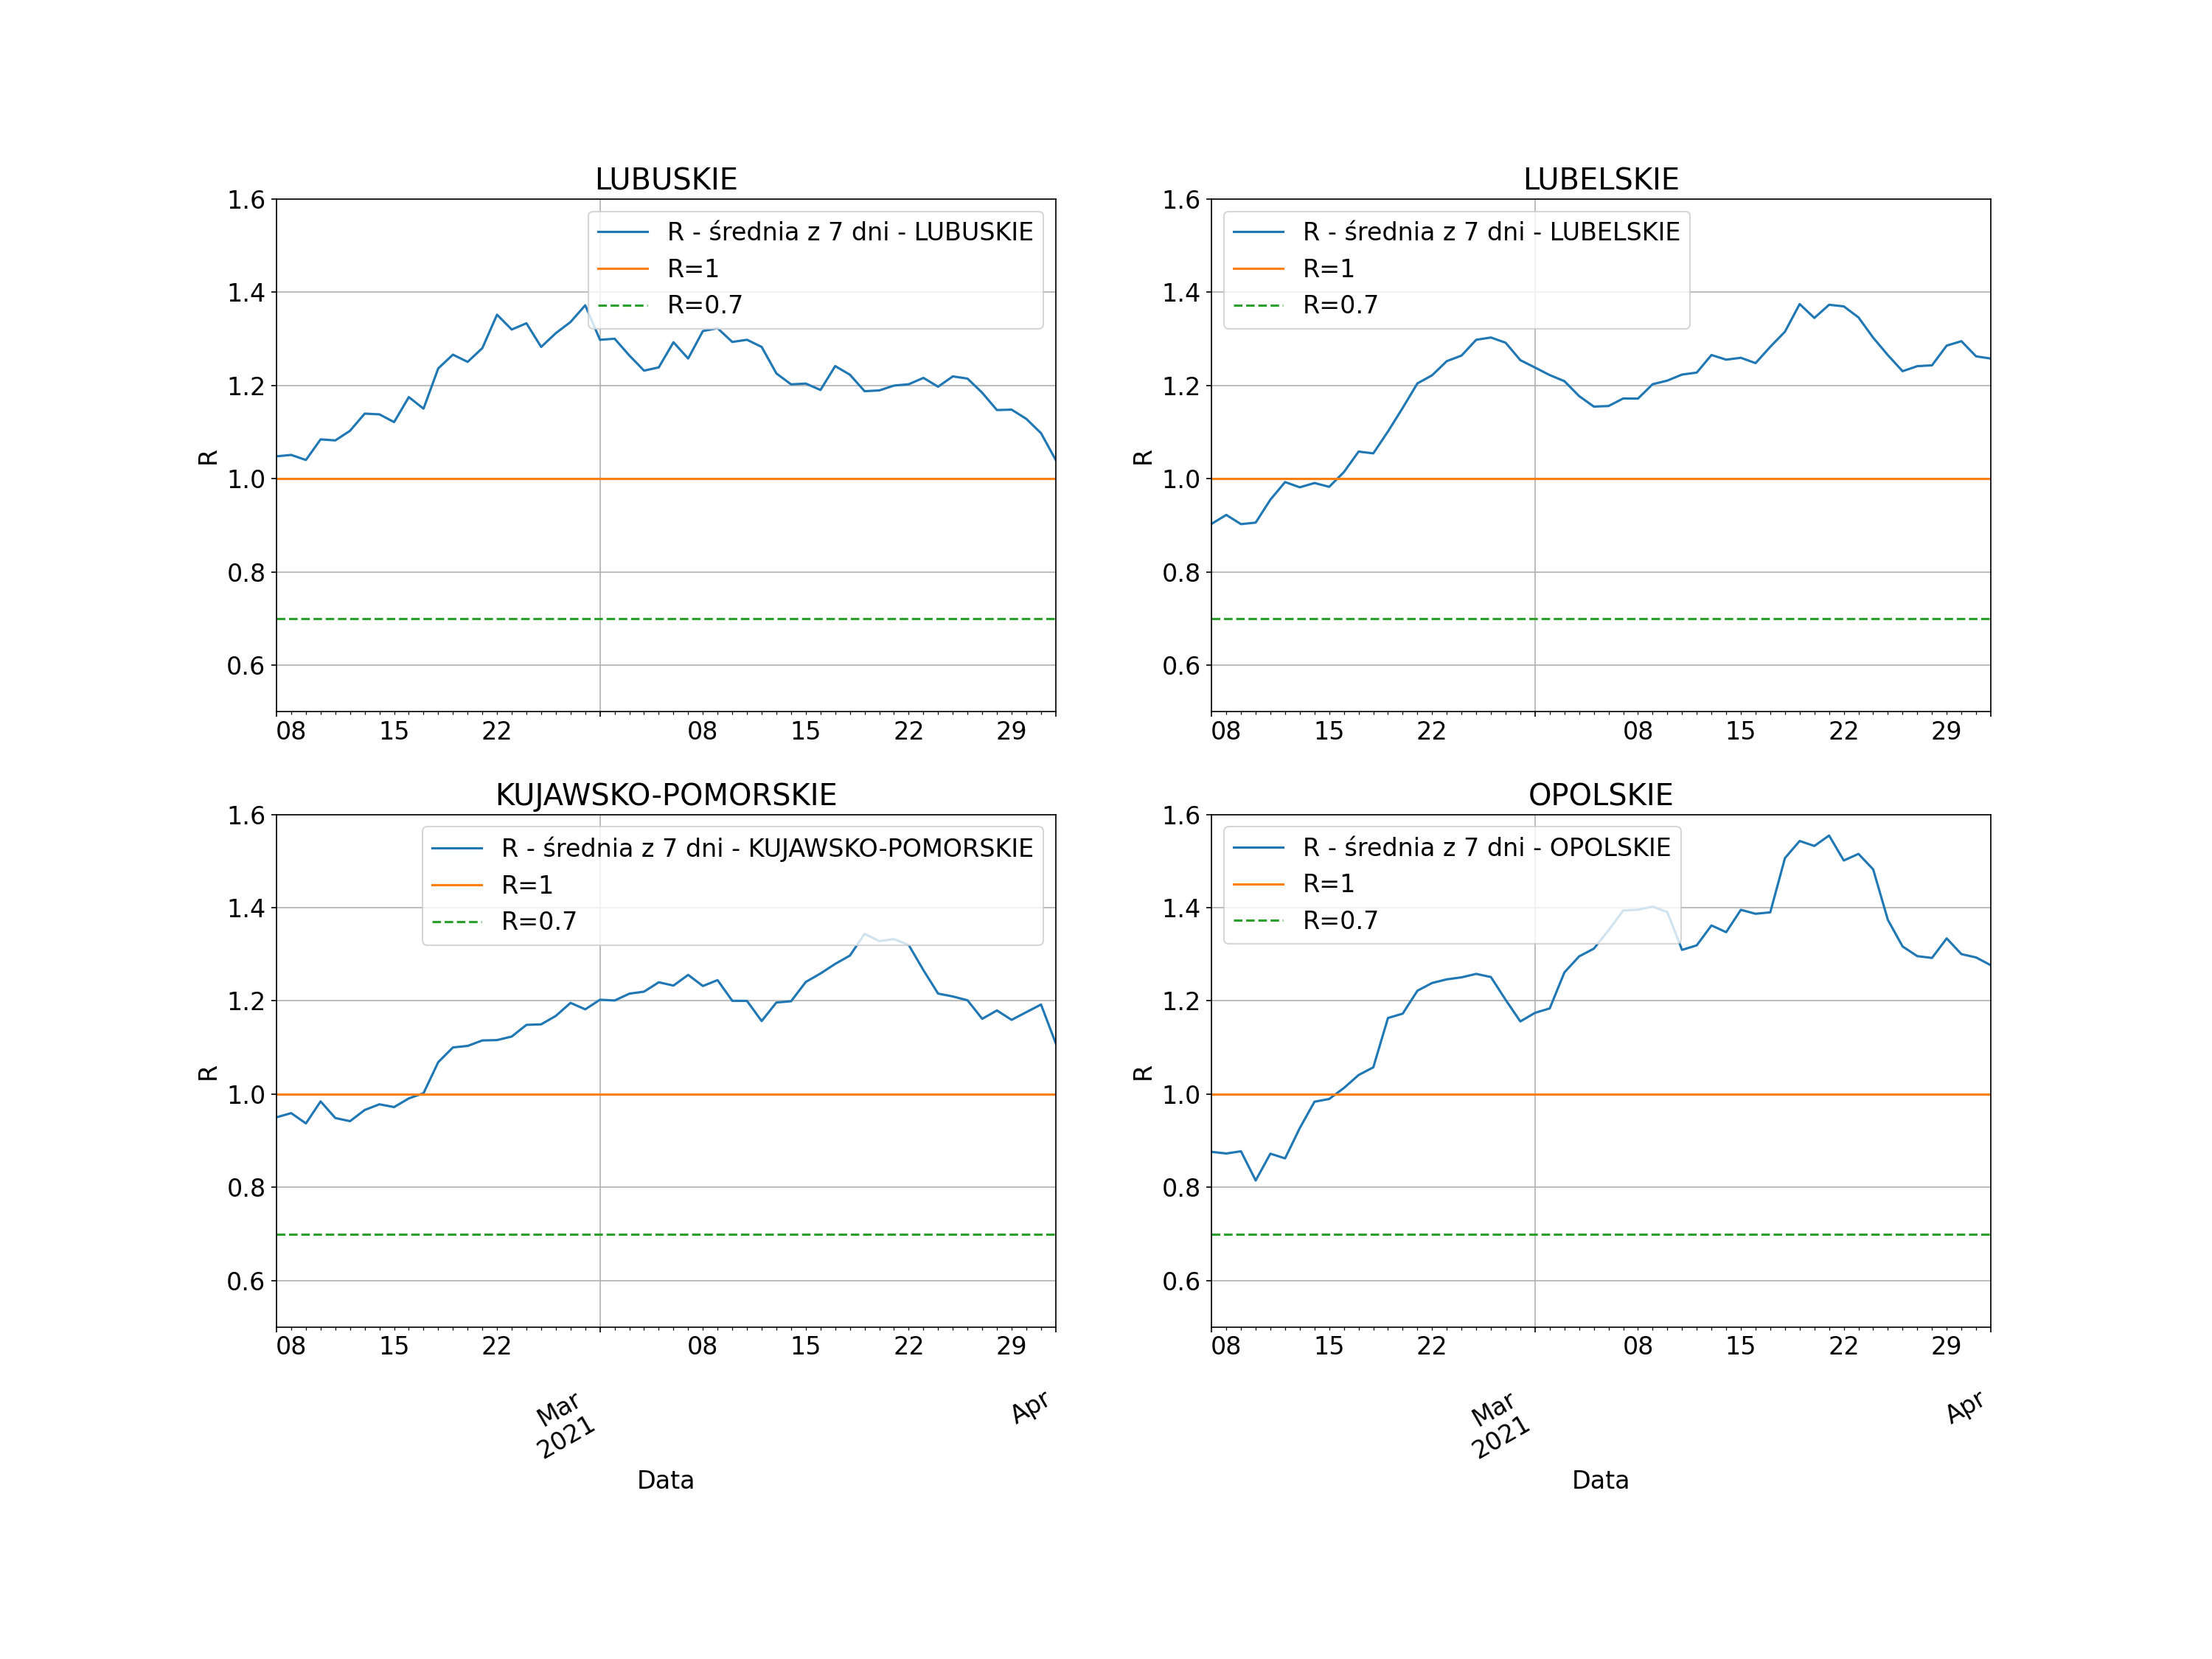 LUBUSKIE
R - średnia z 7 dni - LUBUSKIE
R=1
R=0.7
1.6
1.4
1.2
1.0
0.8
0.6
R
08 15 22 08 15 22 29
LUBELSKIE
R - średnia z 7 dni - LUBELSKIE
R=1
R=0.7
1.6
1.4
1.2
1.0
0.8
0.6
R
08 15 22 08 15 22 29
KUJAWSKO-POMORSKIE
R - średnia z 7 dni - KUJAWSKO-POMORSKIE
R=1
R=0.7
1.6
1.4
1.2
1.0
0.8
0.6
R
08 15 22 08 15 22 29
Mar
2021
Apr
Data
OPOLSKIE
R - średnia z 7 dni - OPOLSKIE
R=1
R=0.7
1.6
1.4
1.2
1.0
0.8
0.6
R
08 15 22 08 15 22 29
Mar
2021
Apr
Data